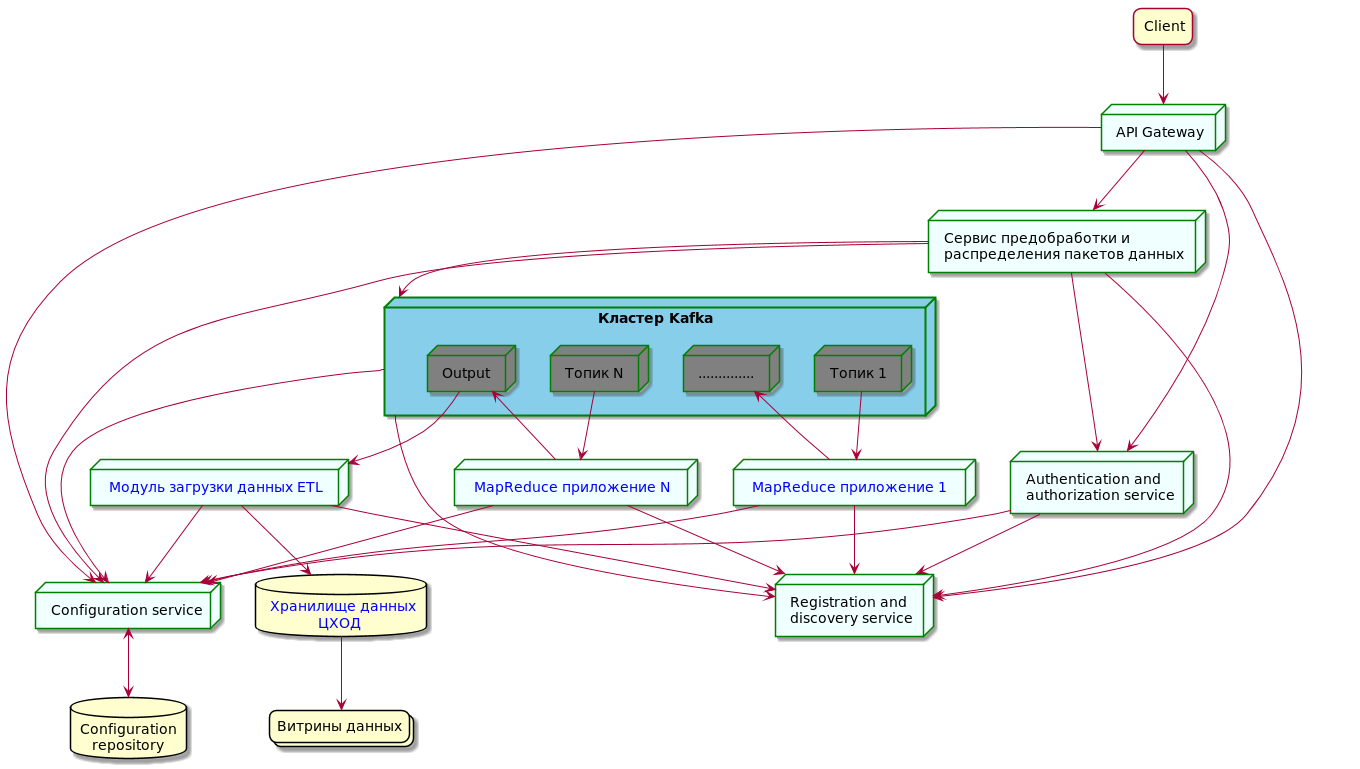 Client
API Gateway
Сервис предобработки и
распределения пакетов данных
Кластер Kafka
Output
Топик N
..............
Топик 1
Модуль загрузки данных ETL
MapReduce приложение N
MapReduce приложение 1
Authentication and
authorization service
Configuration service
Хранилище данных
ЦХОД
Registration and
discovery service
Configuration
repository
Витрины данных